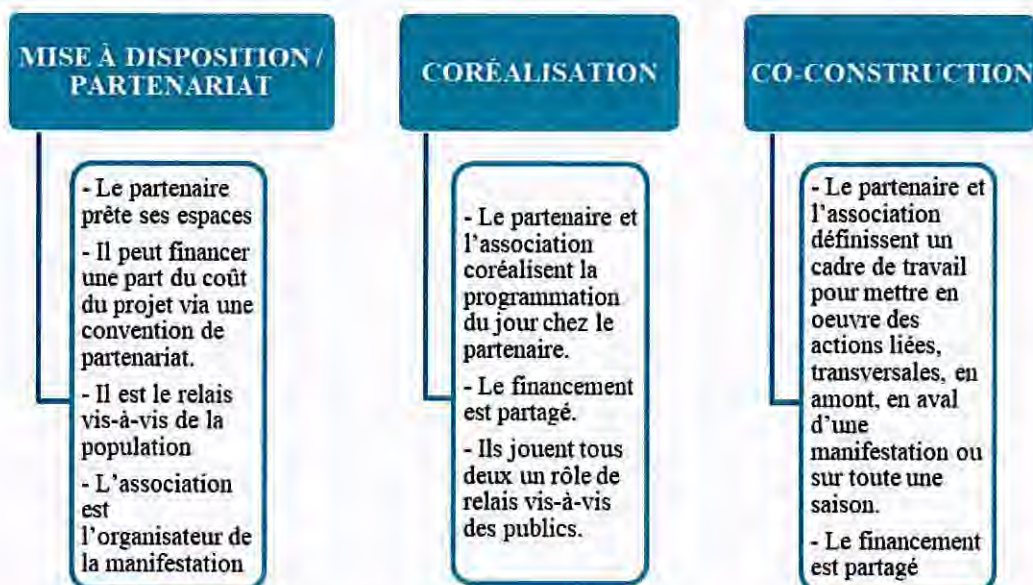 MISE À DISPOSITION /
PARTENARIAT
- Le partenaire
prête ses espaces
- Il peut financer
une part du coût
du projet via une
convention de
partenariat.
- Il est le relais
vis-à-vis de la
population
- L’association
est
l’organisateur de
la manifestation
CORÉALISATION
- Le partenaire et
l’association
coréalisent la
programmation
du jour chez le
partenaire.
- Le financement
est partagé.
- Ils jouent tous
deux un rôle de
relais vis-à-vis
des publics.
CO-CONSTRUCTION
- Le partenaire et
l’association
définissent un
cadre de travail
pour mettre en
oeuvre des
actions liées,
transversales, en
amont, en aval
d’une
manifestation ou
sur toute une
saison.
- Le financement
est partagé